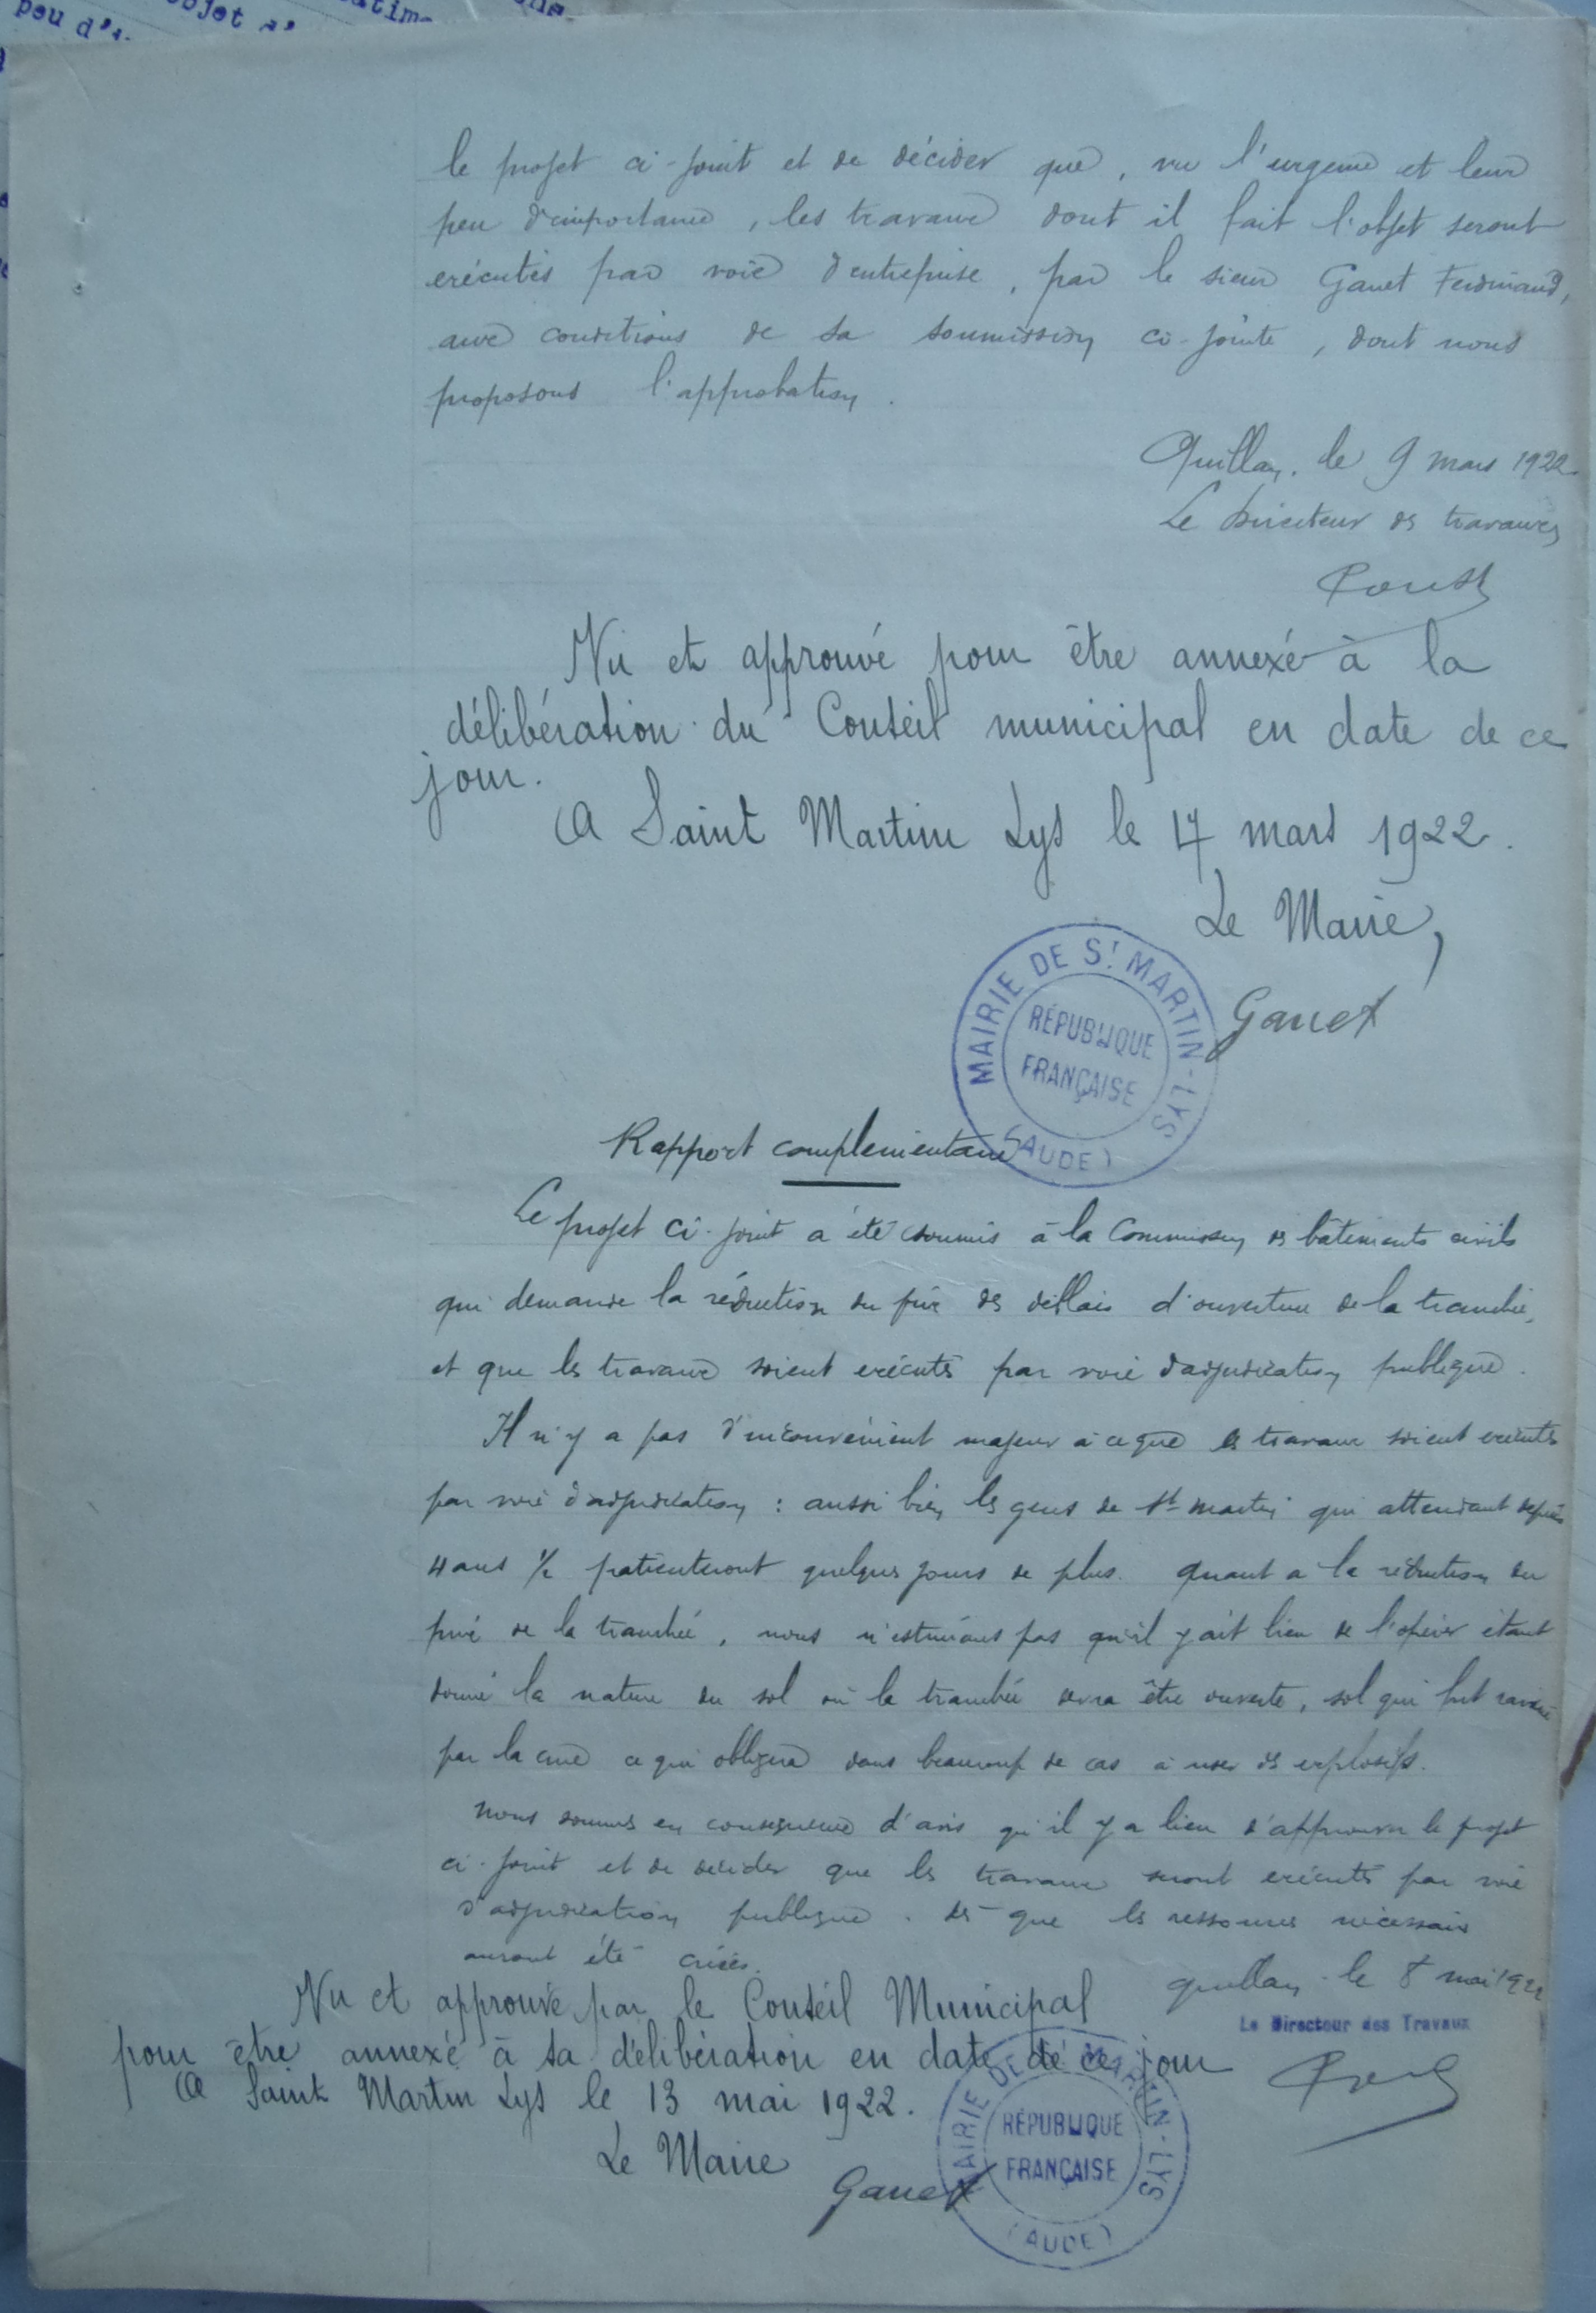 peu d'
objet
le projet ci-joint et de décider que, vu l'urgence et leur
peu d'importance, les travaux dont il fait l'objet seront
exécutés par voie d'entreprise, par le sieur Gauet Ferdinand,
aux conditions de sa soumission ci-jointe, dont nous
proposons l'approbation.
Quillan, le 9 mars 1922
Le Directeur des travaux
Vu et approuvé pour être annexé à la
délibération du Conseil municipal en date de ce
jour.
A Saint Martin Lys le 17 mars 1922.
Le Maire,
Gauet
MAIRIE DE St MARTIN-LYS
RÉPUBLIQUE
FRANÇAISE
(AUDE)
Rapport complémentaire
Le projet ci-joint a été soumis à la Commission des bâtiments civils
qui demande la réduction du prix des déblais d'ouverture de la tranchée,
et que les travaux soient exécutés par voie d'adjudication publique.
Il n'y a pas d'inconvénient majeur à ce que les travaux soient exécutés
par voie d'adjudication : aussi bien les gens de St-Martin qui attendent depuis
4 ans 1/2 patienteront quelques jours de plus. Quant à la réduction du
prix de la tranchée, nous n'estimons pas qu'il y ait lieu de l'opérer étant
donné la nature du sol où la tranchée devra être ouverte, sol qui fut raviné
par la crue ce qui obligera dans beaucoup de cas à user des explosifs.
Nous sommes en conséquence d'avis qu'il y a lieu d'approuver le projet
ci-joint et de décider que les travaux seront exécutés par voie
d'adjudication publique. dès que les ressources nécessaires
auront été créées.
Quillan le 8 mai 1922
Le Directeur des Travaux
Vu et approuvé par le Conseil Municipal
pour être annexé à sa délibération en date de ce jour
A Saint Martin Lys le 13 mai 1922.
Le Maire
Gauet
MAIRIE DE St MARTIN-LYS
RÉPUBLIQUE
FRANÇAISE
(AUDE)